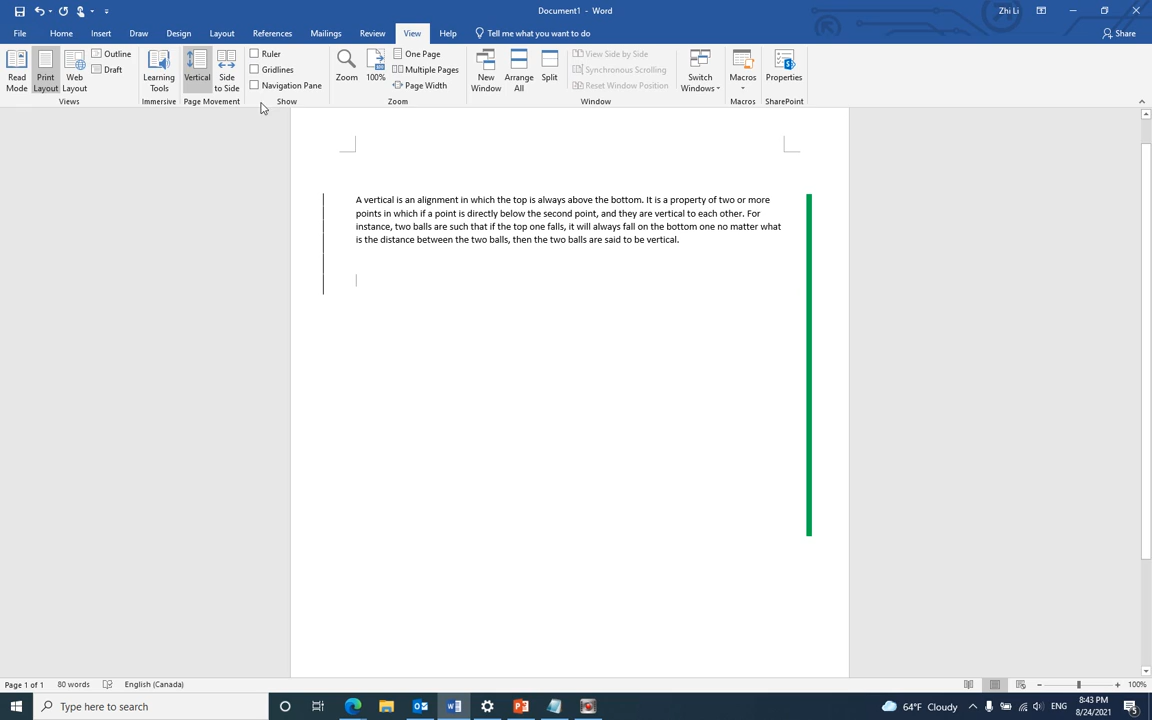 Document1 - Word
Zhi Li
File Home Insert Draw Design Layout References Mailings Review View Help Tell me what you want to do Share
Read Mode
Print Layout
Web Layout
Outline
Draft
Views
Learning Tools
Immersive
Vertical
Side to Side
Page Movement
Ruler
Gridlines
Navigation Pane
Show
Zoom
100%
One Page
Multiple Pages
Page Width
Zoom
New Window
Arrange All
Split
View Side by Side
Synchronous Scrolling
Reset Window Position
Window
Switch Windows
Macros
Macros
Properties
SharePoint
A vertical is an alignment in which the top is always above the bottom. It is a property of two or more
points in which if a point is directly below the second point, and they are vertical to each other. For
instance, two balls are such that if the top one falls, it will always fall on the bottom one no matter what
is the distance between the two balls, then the two balls are said to be vertical.
Page 1 of 1 80 words English (Canada) 100%
Type here to search
64°F Cloudy ENG
8:43 PM
8/24/2021
5